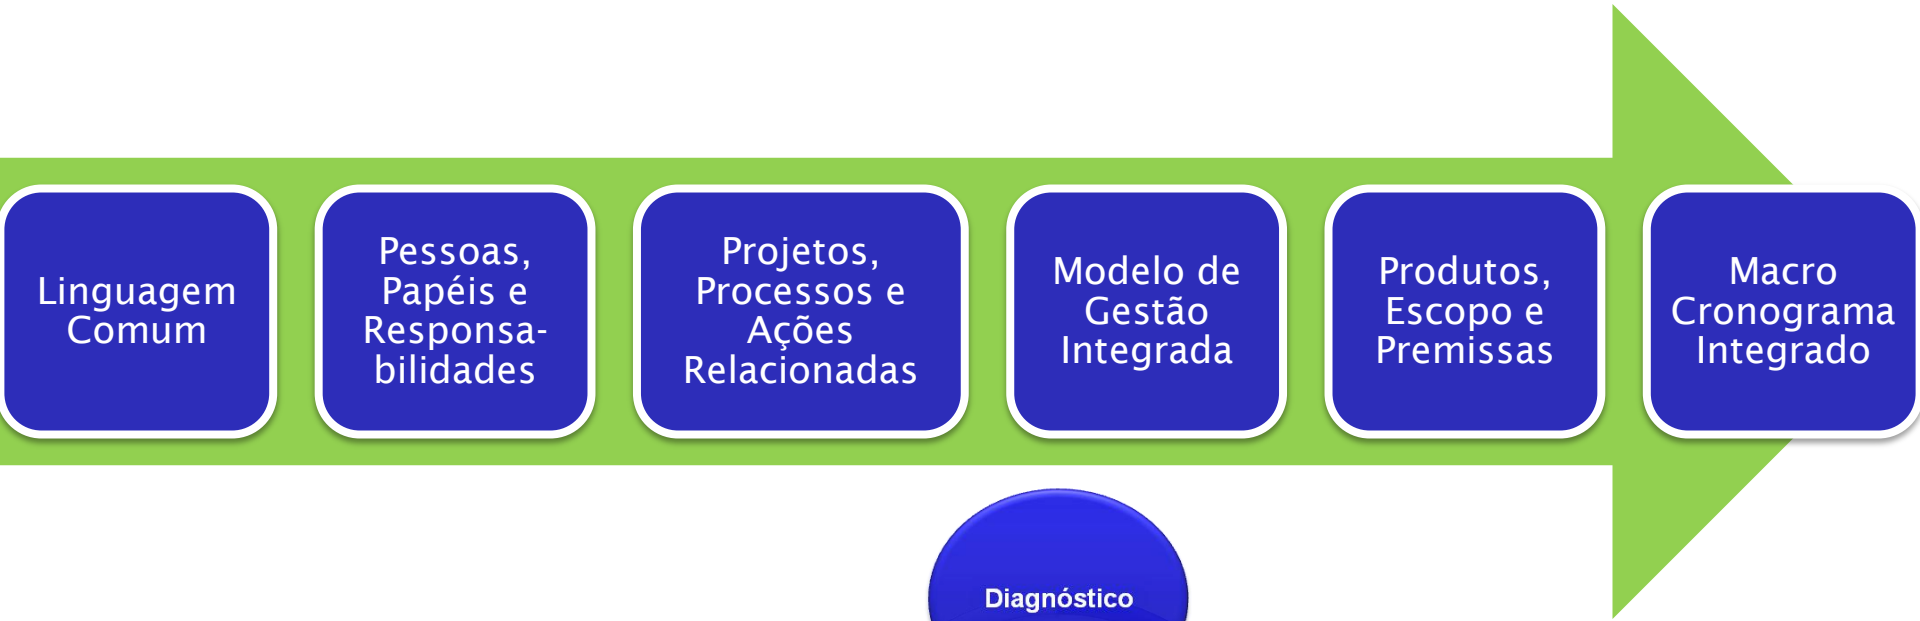 Linguagem
Comum
Pessoas,
Papéis e
Responsa-
bilidades
Projetos,
Processos e
Ações
Relacionadas
Modelo de
Gestão
Integrada
Produtos,
Escopo e
Premissas
Macro
Cronograma
Integrado
Diagnóstico